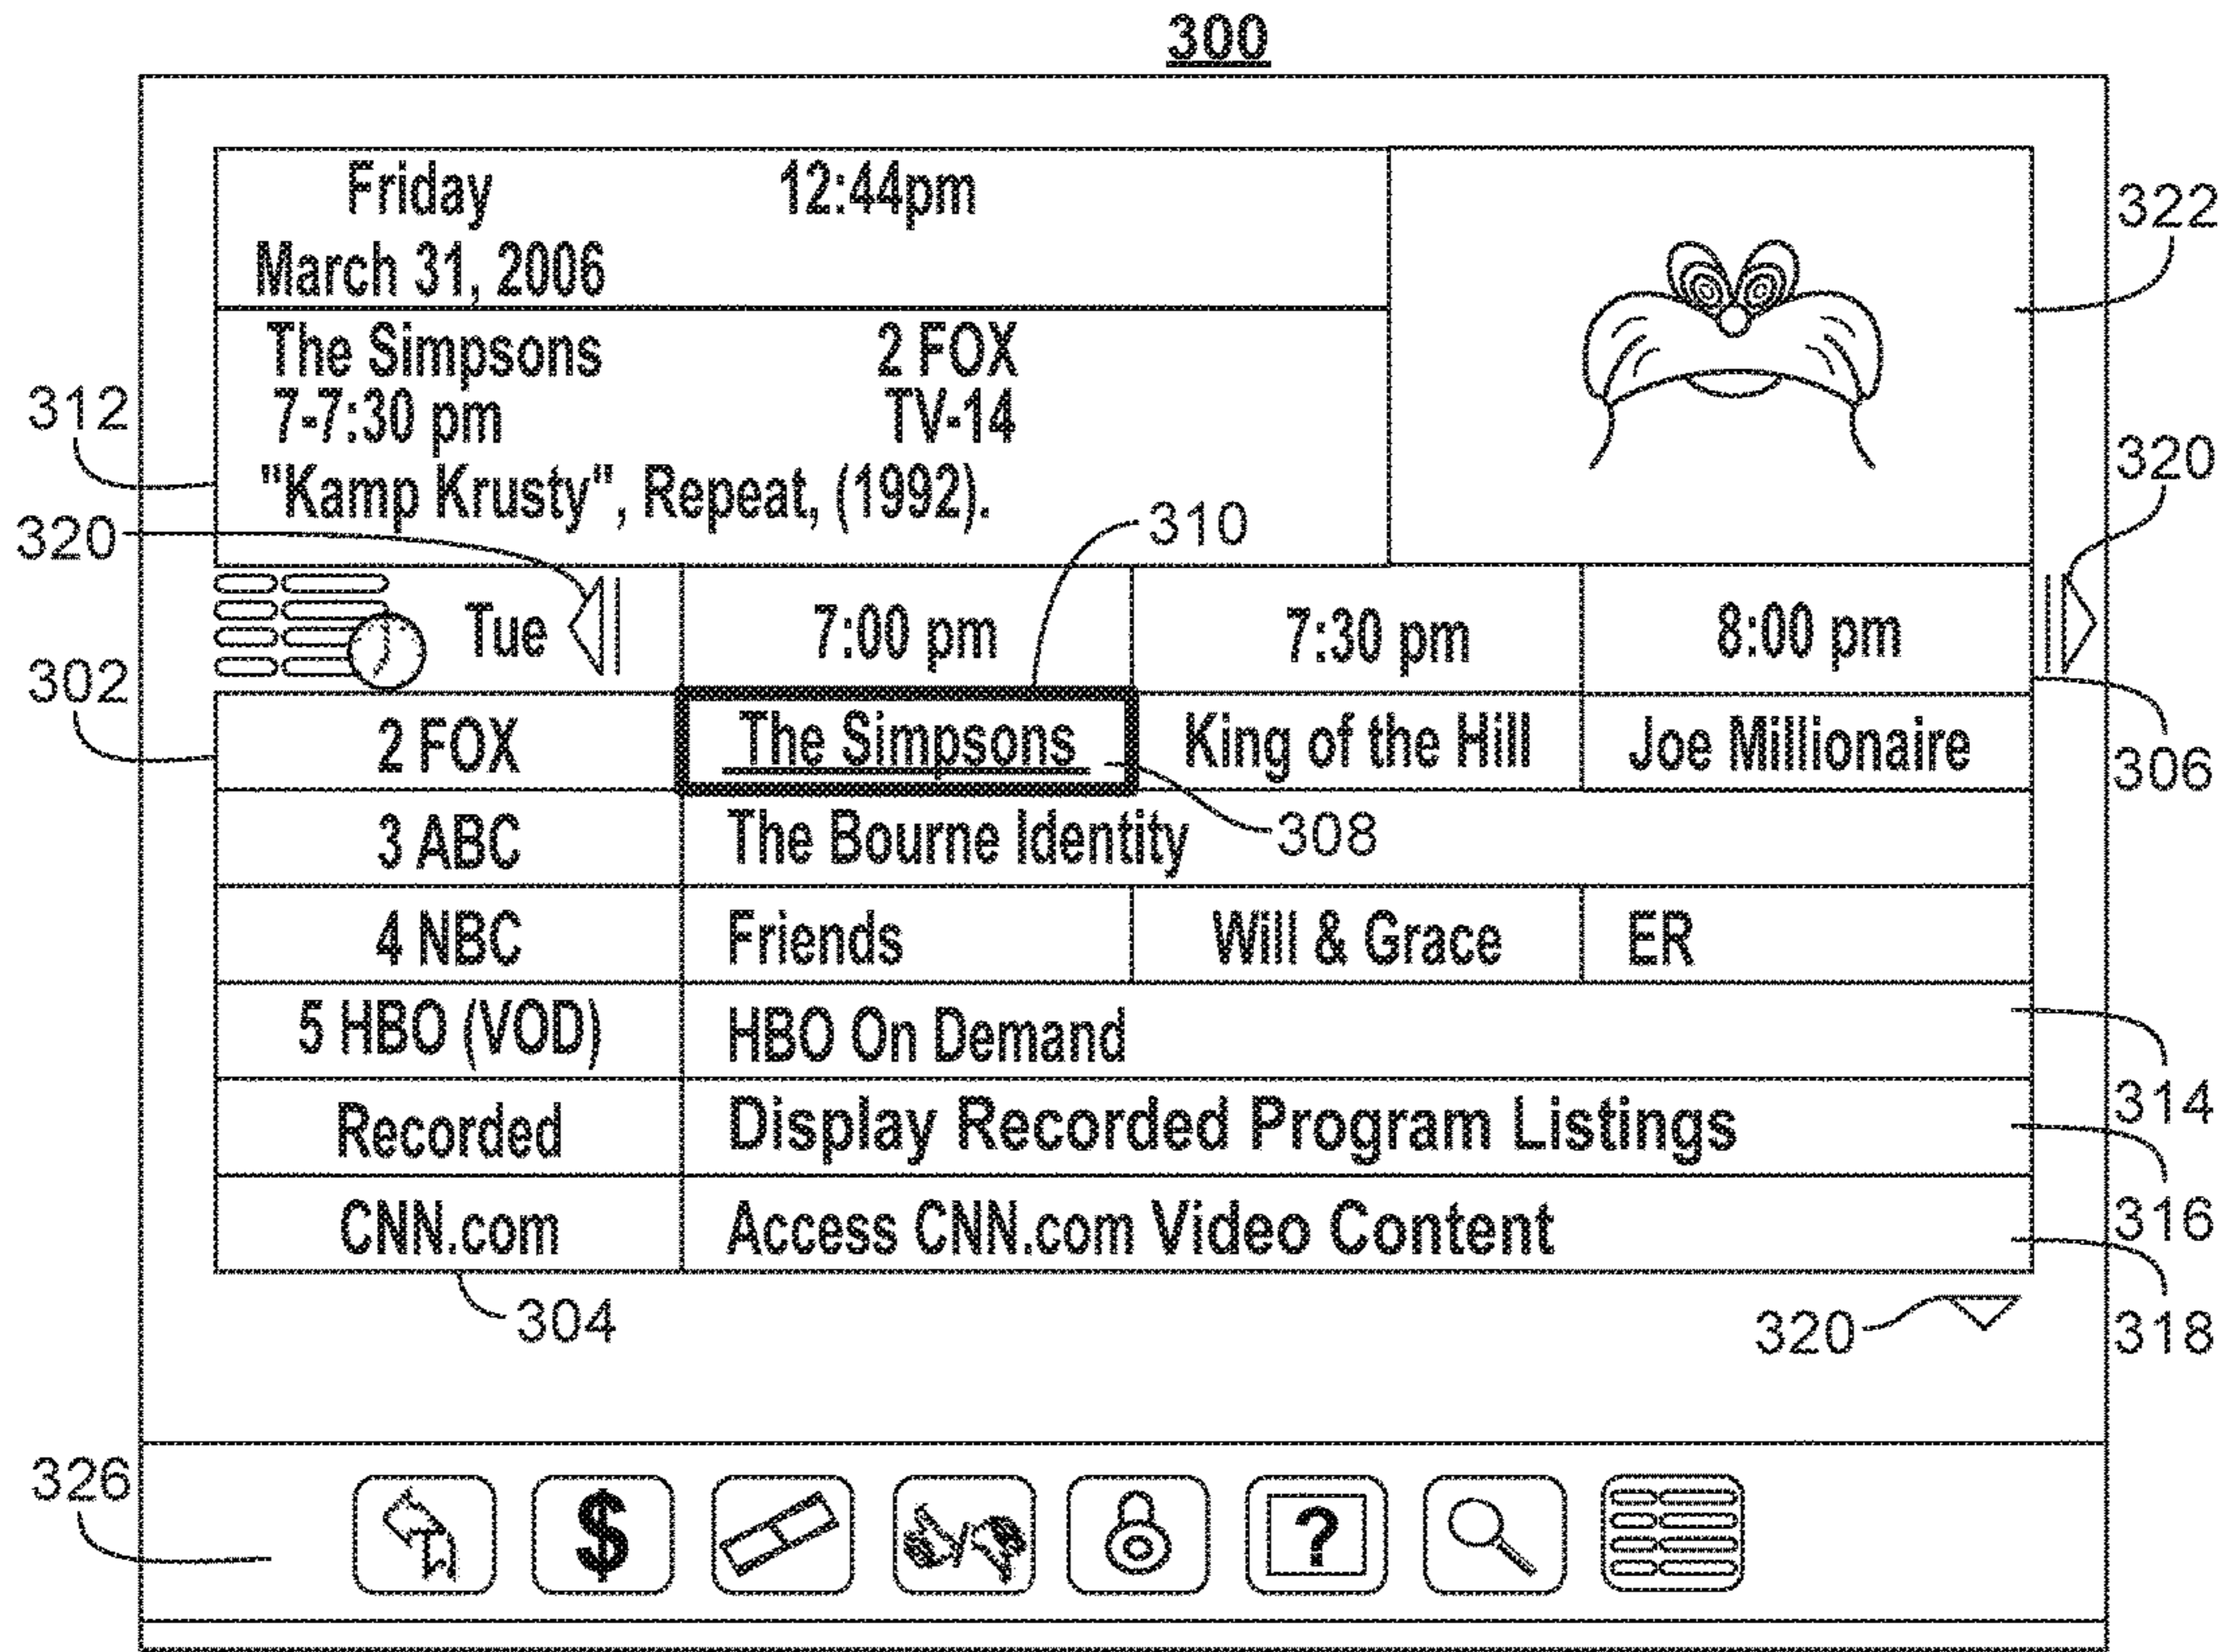 300
Friday 12:44pm
March 31, 2006
322
The Simpsons 2 FOX
312 7-7:30 pm TV-14
320
"Kamp Krusty", Repeat, (1992).
320 310
Tue 7:00 pm 7:30 pm 8:00 pm
302
2 FOX The Simpsons King of the Hill Joe Millionaire
306
3 ABC The Bourne Identity 308
4 NBC Friends Will & Grace ER
5 HBO (VOD) HBO On Demand
314
Recorded Display Recorded Program Listings
316
CNN.com Access CNN.com Video Content
304 320 318
326 $ ?